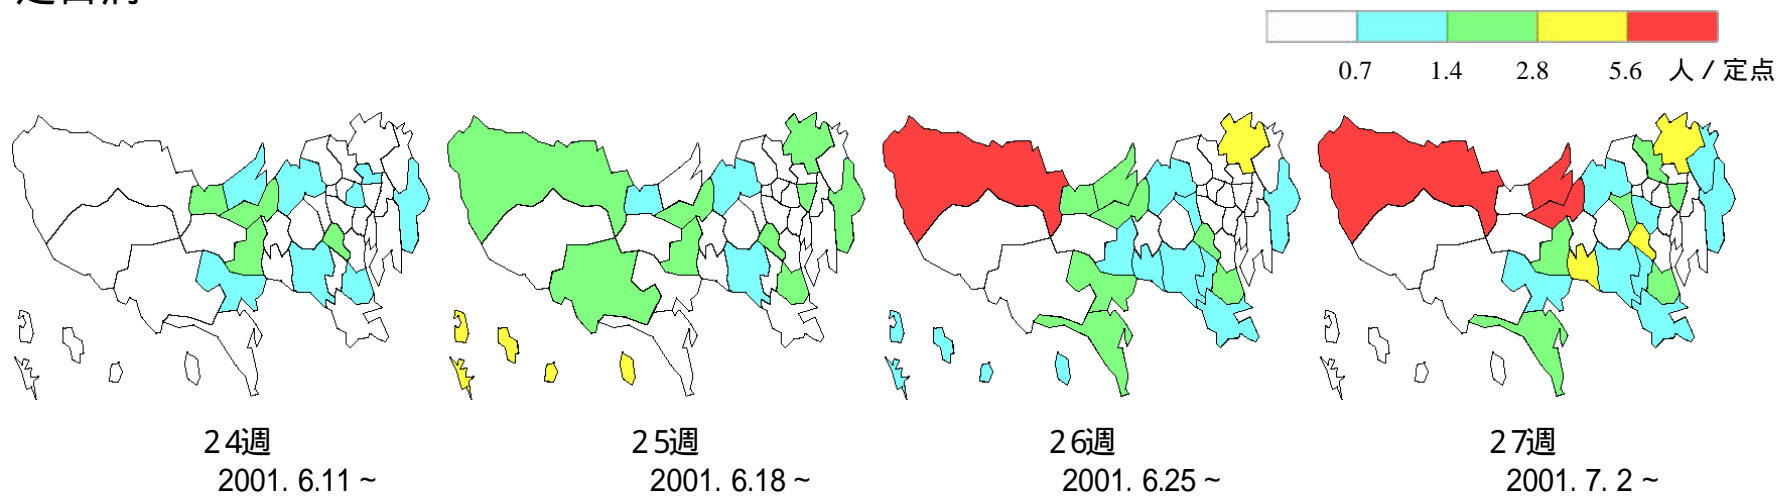 0.7 1.4 2.8 5.6 人 / 定点
24週 25週 26週 27週
2001. 6.11 ~ 2001. 6.18 ~ 2001. 6.25 ~ 2001. 7. 2 ~